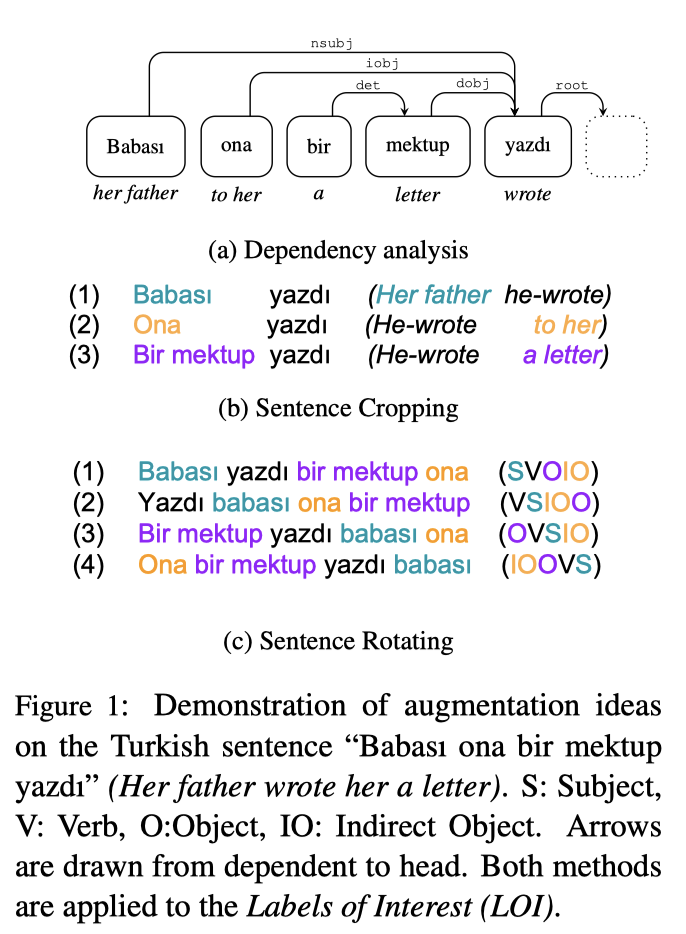 nsubj
iobj
det dobj root
Babası ona bir mektup yazdı
her father to her a letter wrote
(a) Dependency analysis
(1) Babası yazdı (Her father he-wrote)
(2) Ona yazdı (He-wrote to her)
(3) Bir mektup yazdı (He-wrote a letter)
(b) Sentence Cropping
(1) Babası yazdı bir mektup ona (SVOIO)
(2) Yazdı babası ona bir mektup (VSIOO)
(3) Bir mektup yazdı babası ona (OVSIO)
(4) Ona bir mektup yazdı babası (IOOVS)
(c) Sentence Rotating
Figure 1: Demonstration of augmentation ideas
on the Turkish sentence “Babası ona bir mektup
yazdı” (Her father wrote her a letter). S: Subject,
V: Verb, O:Object, IO: Indirect Object. Arrows
are drawn from dependent to head. Both methods
are applied to the Labels of Interest (LOI).